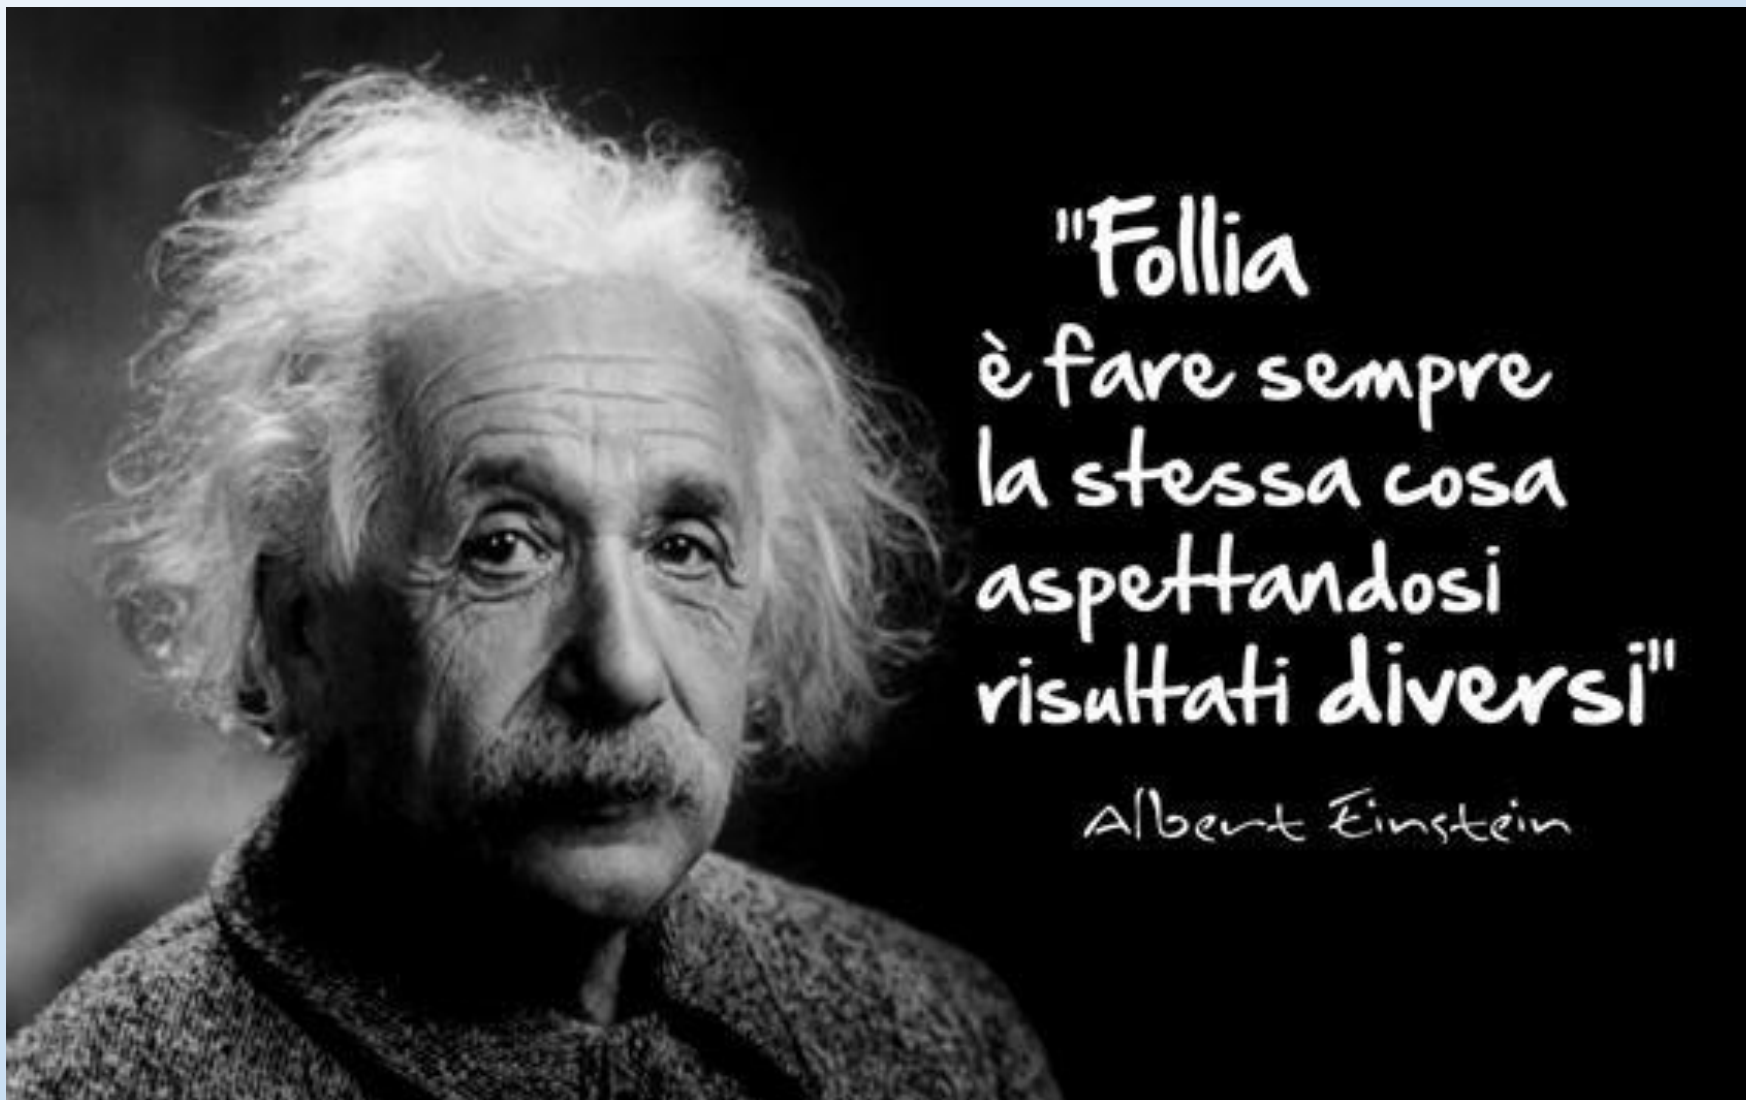 "Follia
è fare sempre
la stessa cosa
aspettandosi
risultati diversi"
Albert Einstein